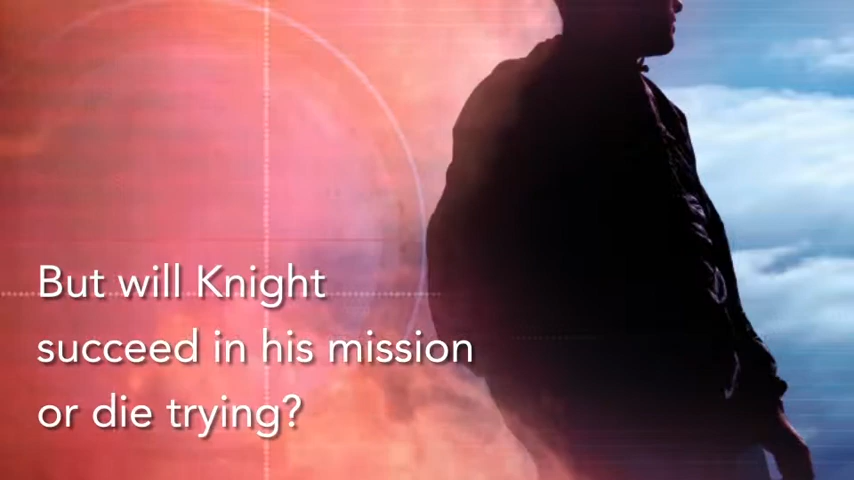 But will Knight
succeed in his mission
or die trying?